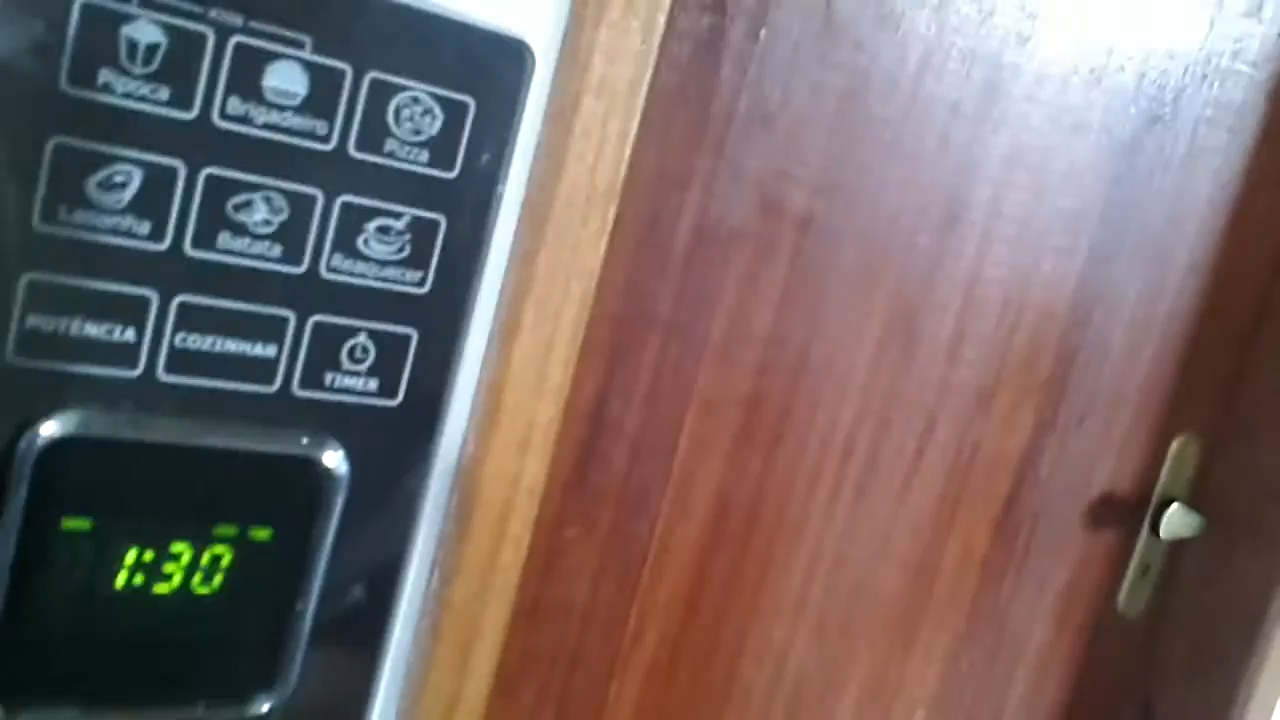 Pipoca
Brigadeiro
Pizza
Lasanha
Batata
Reaquecer
POTÊNCIA
COZINHAR
TIMER
1:30